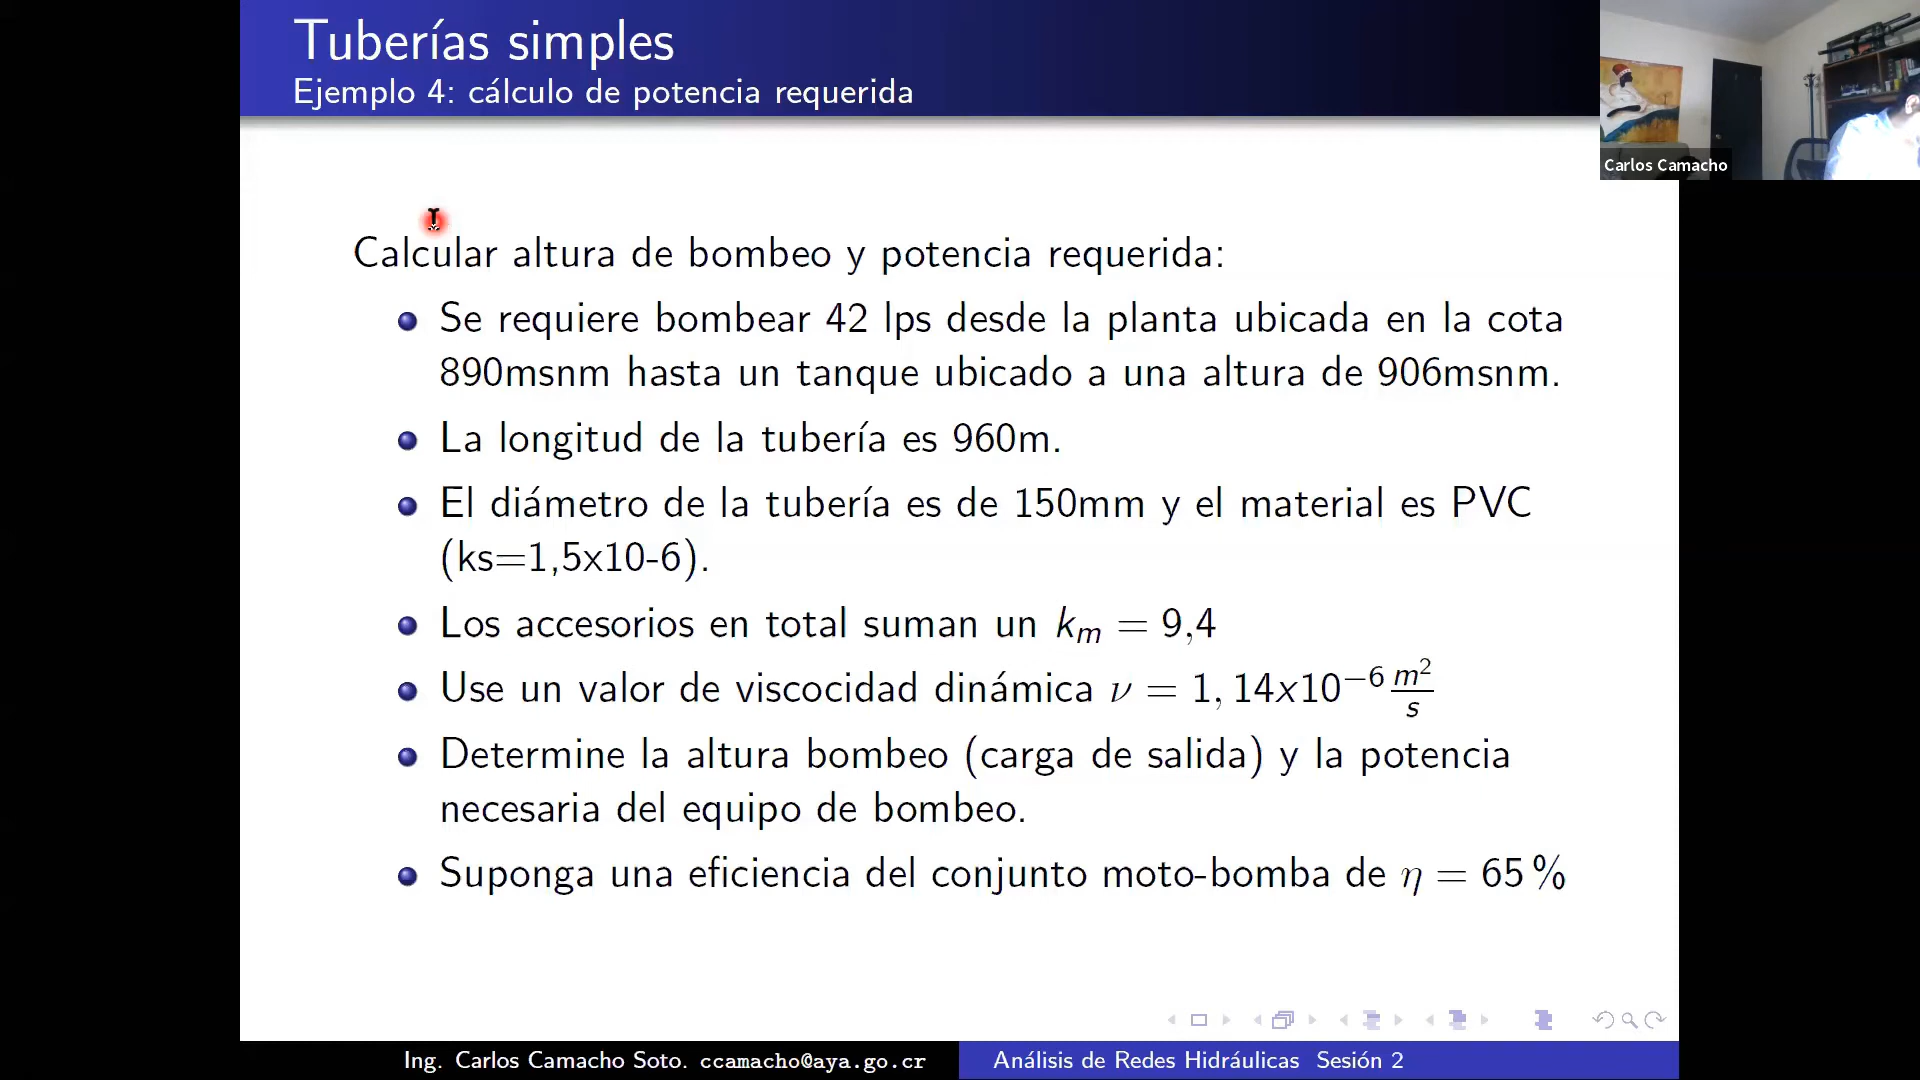 Tuberías simples
Ejemplo 4: cálculo de potencia requerida
Carlos Camacho
Calcular altura de bombeo y potencia requerida:
Se requiere bombear 42 lps desde la planta ubicada en la cota
890msnm hasta un tanque ubicado a una altura de 906msnm.
La longitud de la tubería es 960m.
El diámetro de la tubería es de 150mm y el material es PVC
(ks=1,5x10-6).
Los accesorios en total suman un kₘ = 9,4
Use un valor de viscocidad dinámica ν = 1, 14x10⁻⁶ m²/s
Determine la altura bombeo (carga de salida) y la potencia
necesaria del equipo de bombeo.
Suponga una eficiencia del conjunto moto-bomba de η = 65 %
Ing. Carlos Camacho Soto. ccamacho@aya.go.cr
Análisis de Redes Hidráulicas Sesión 2